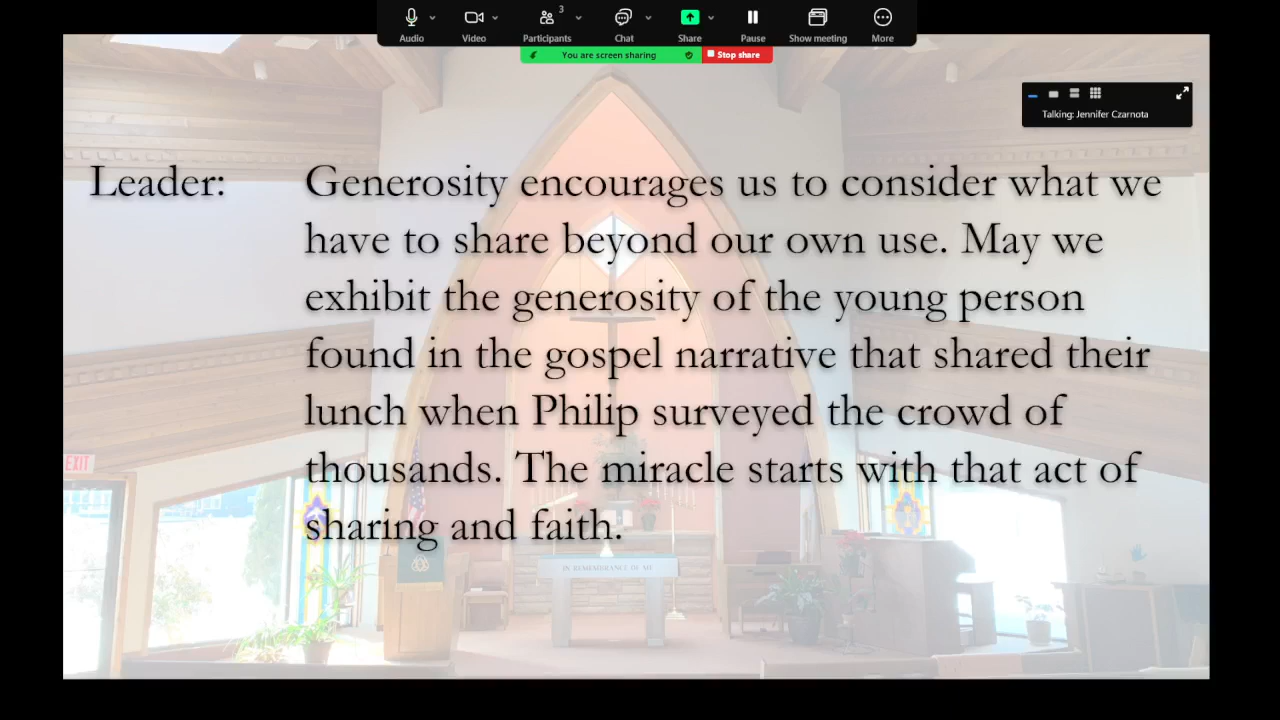 3
Audio Video Participants Chat Share Pause Show meeting More
You are screen sharing Stop share
Talking: Jennifer Czarnota
Leader: Generosity encourages us to consider what we
have to share beyond our own use. May we
exhibit the generosity of the young person
found in the gospel narrative that shared their
lunch when Philip surveyed the crowd of
thousands. The miracle starts with that act of
sharing and faith.
EXIT
IN REMEMBRANCE OF ME